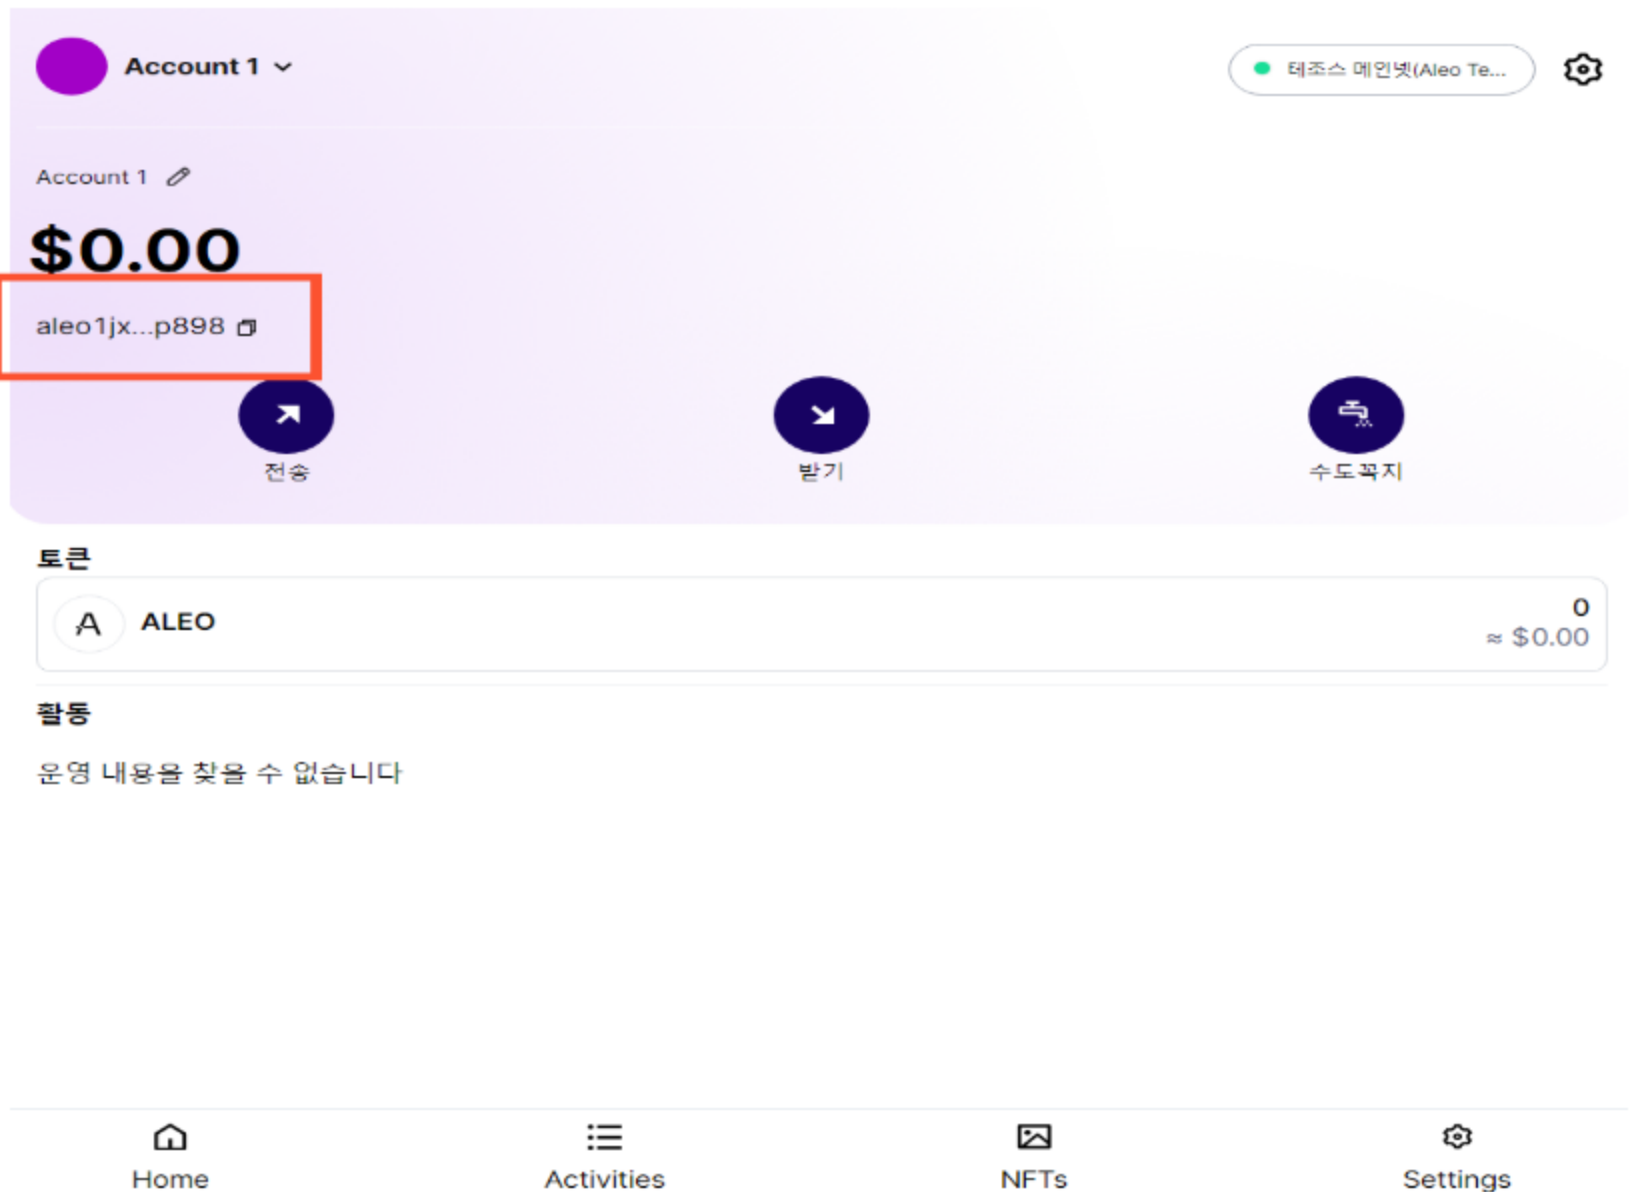 Account 1
테조스 메인넷(Aleo Te...
Account 1
$0.00
aleo1jx...p898
전송
받기
수도꼭지
토큰
A ALEO
0
≈ $0.00
활동
운영 내용을 찾을 수 없습니다
Home
Activities
NFTs
Settings